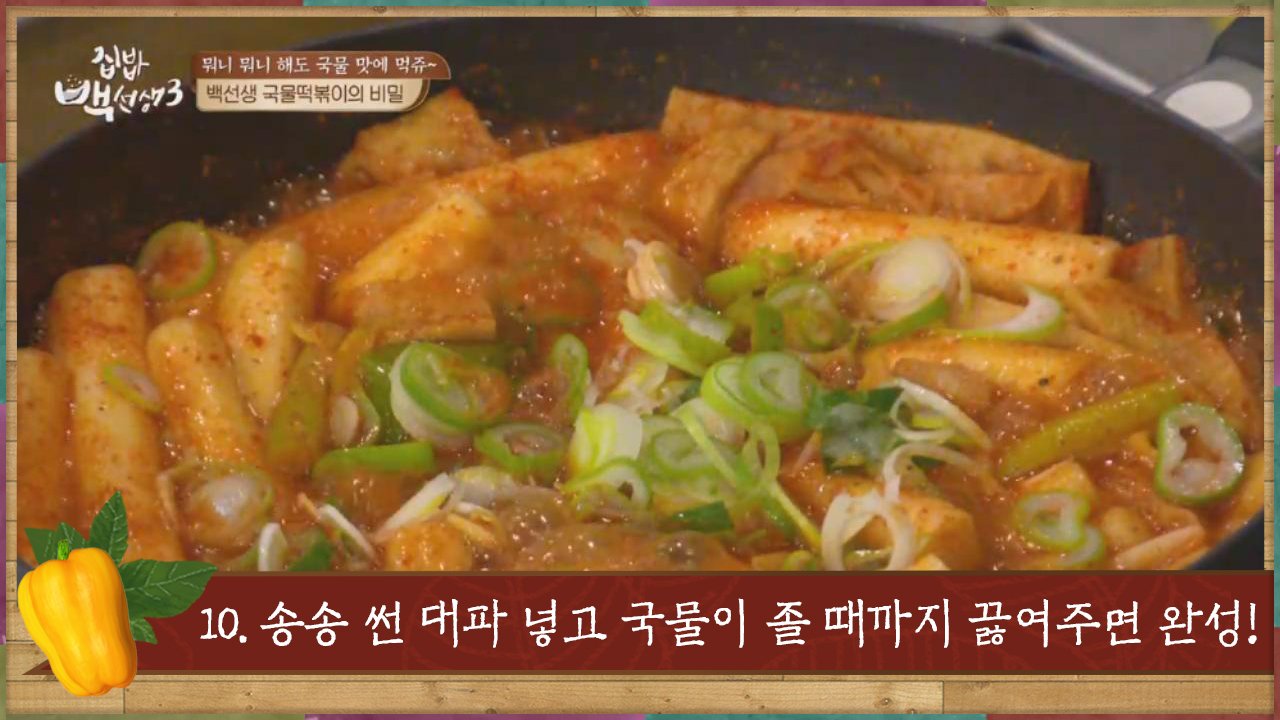 집밥
백선생3
뭐니 뭐니 해도 국물 맛에 먹쥬~
백선생 국물떡볶이의 비밀
10. 송송 썬 대파 넣고 국물이 졸 때까지 끓여주면 완성!